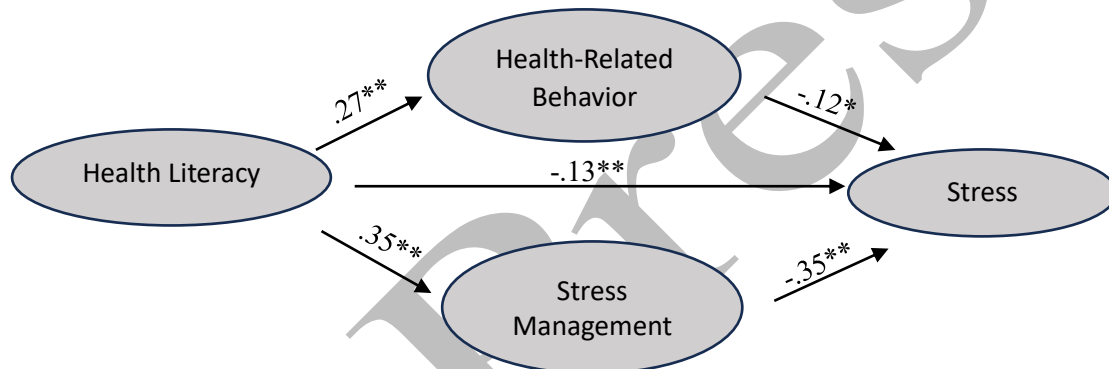 Health-Related
Behavior
.27**
-.12*
Health Literacy
-.13**
Stress
.35**
-.35**
Stress
Management